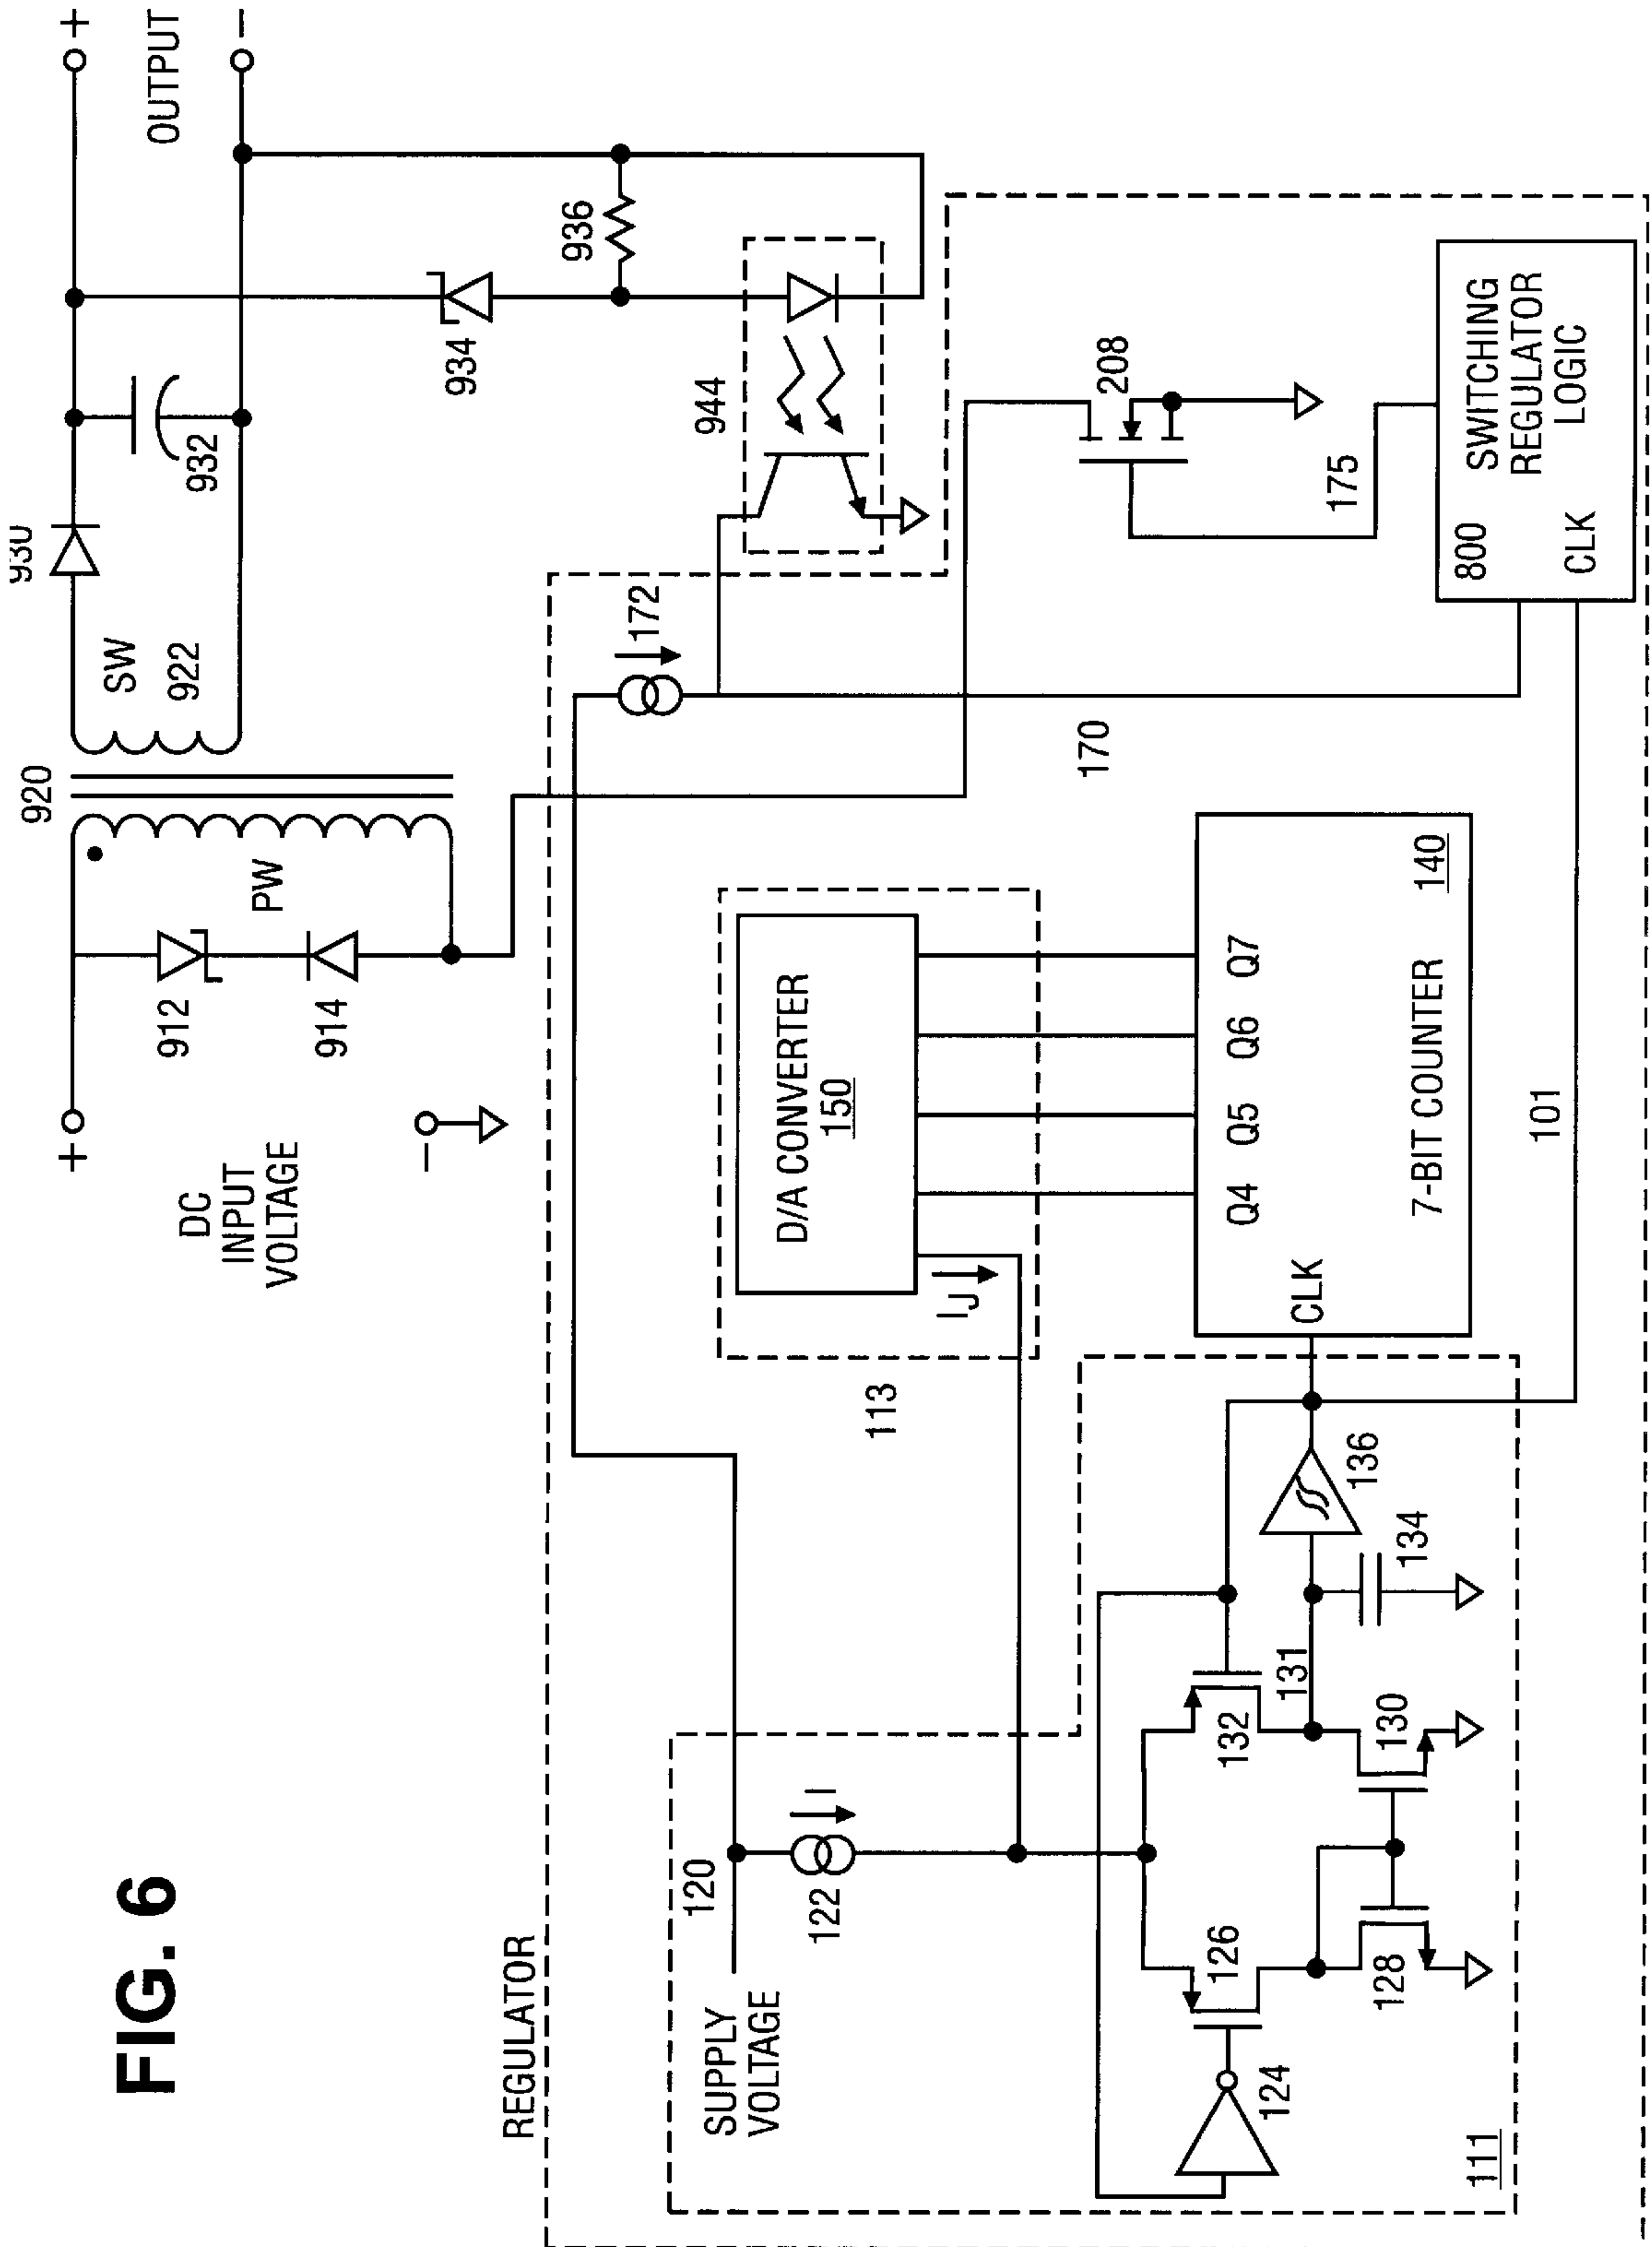 FIG. 6
DC
INPUT
VOLTAGE
+
-
912
914
PW
920
SW
922
930
932
+
OUTPUT
-
934
936
944
REGULATOR
SUPPLY
VOLTAGE
120
122
I
172
170
208
175
113
D/A CONVERTER
150
IJ
Q4 Q5 Q6 Q7
CLK
7-BIT COUNTER
140
124
126
128
130
131
132
134
136
111
101
800
SWITCHING
REGULATOR
LOGIC
CLK